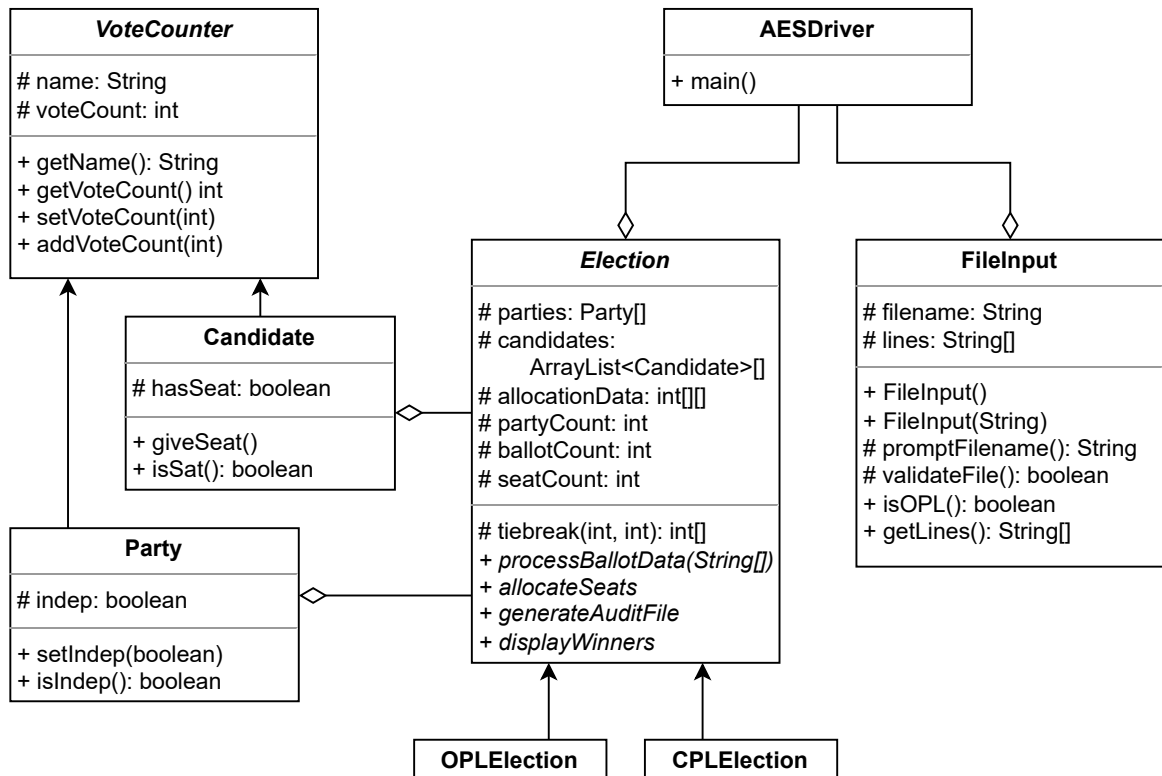 VoteCounter
# name: String
# voteCount: int
+ getName(): String
+ getVoteCount() int
+ setVoteCount(int)
+ addVoteCount(int)
AESDriver
+ main()
Candidate
# hasSeat: boolean
+ giveSeat()
+ isSat(): boolean
Election
# parties: Party[]
# candidates:
ArrayList<Candidate>[]
# allocationData: int[][]
# partyCount: int
# ballotCount: int
# seatCount: int
# tiebreak(int, int): int[]
+ processBallotData(String[])
+ allocateSeats
+ generateAuditFile
+ displayWinners
FileInput
# filename: String
# lines: String[]
+ FileInput()
+ FileInput(String)
# promptFilename(): String
# validateFile(): boolean
+ isOPL(): boolean
+ getLines(): String[]
Party
# indep: boolean
+ setIndep(boolean)
+ isIndep(): boolean
OPLElection
CPLElection